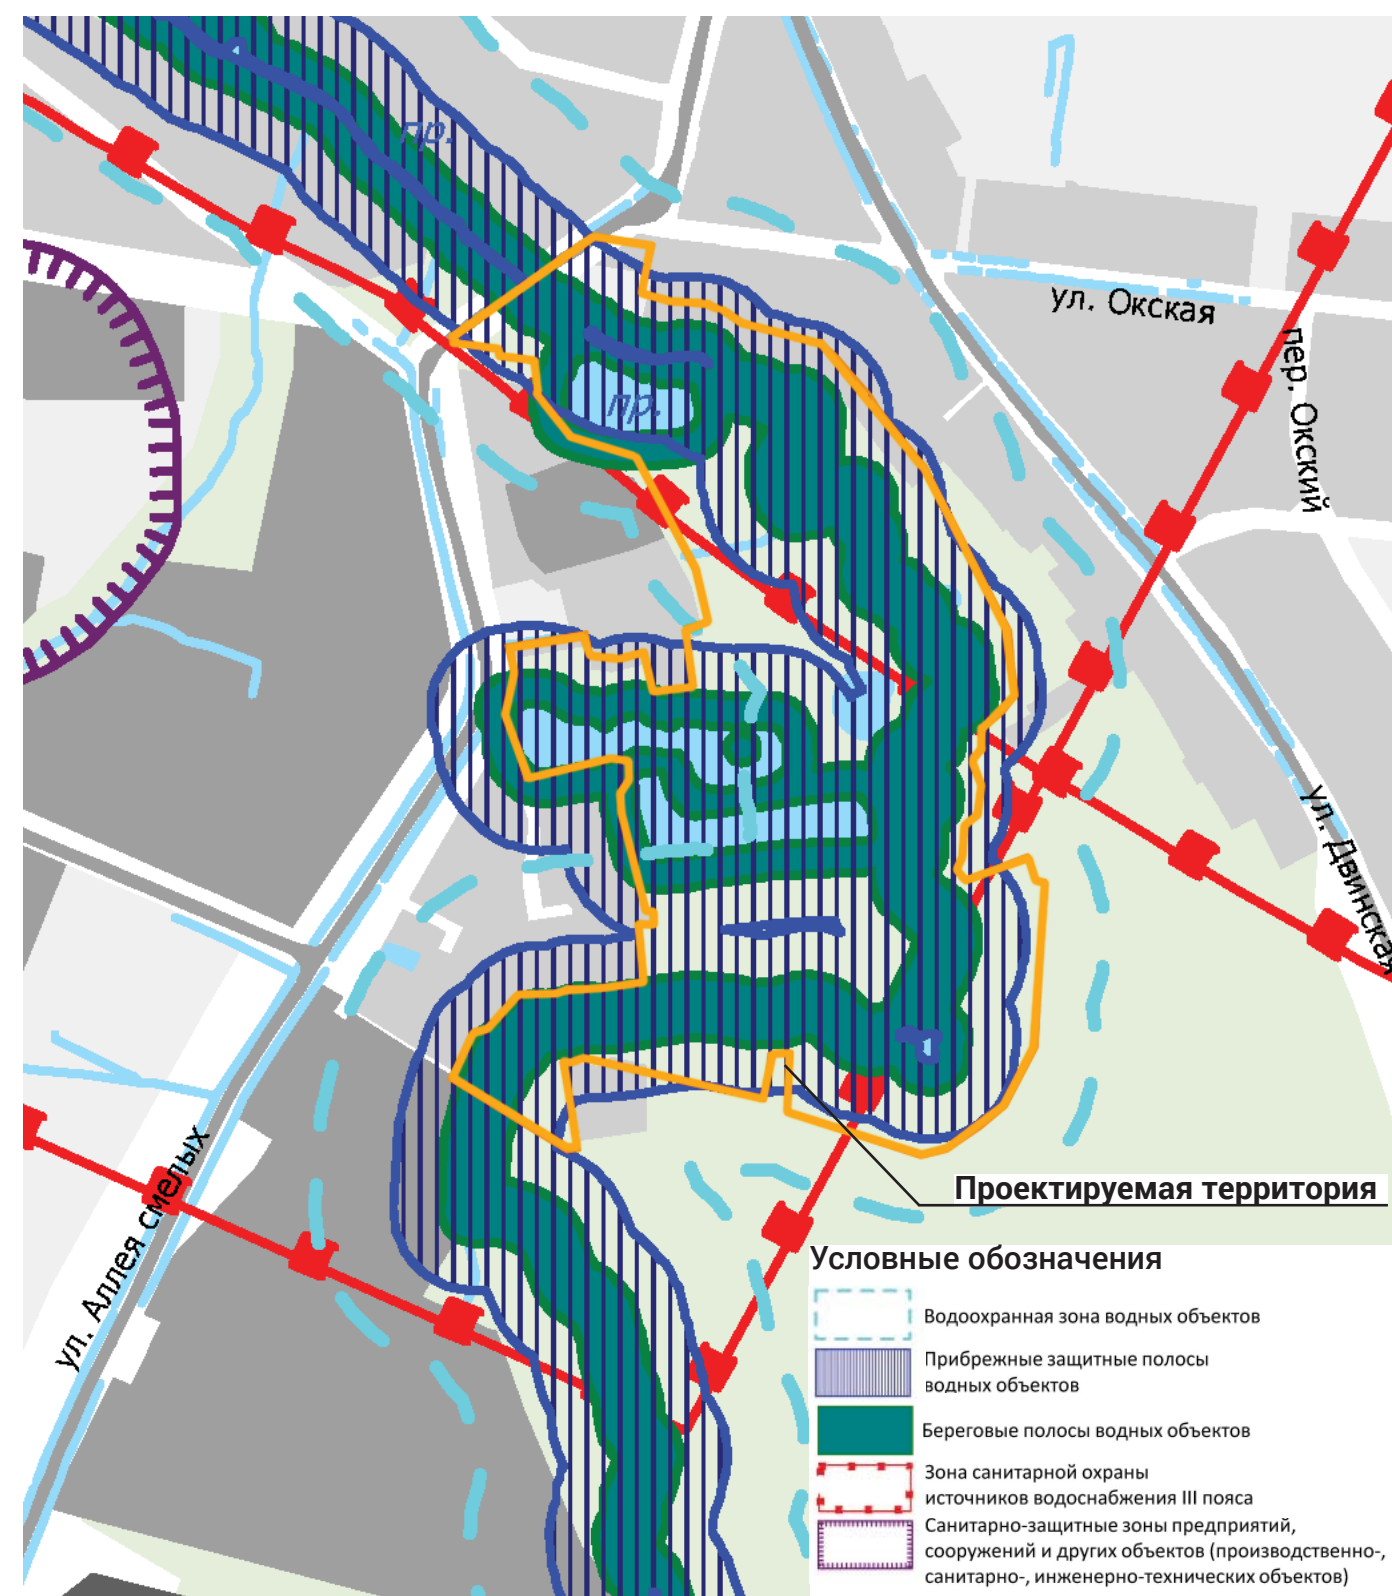 пр.
ул. Окская
пер. Окский
пр.
ул. Двинская
ул. Аллея смелых
Проектируемая территория
Условные обозначения
Водоохранная зона водных объектов
Прибрежные защитные полосы
водных объектов
Береговые полосы водных объектов
Зона санитарной охраны
источников водоснабжения III пояса
Санитарно-защитные зоны предприятий,
сооружений и других объектов (производственно-,
санитарно-, инженерно-технических объектов)